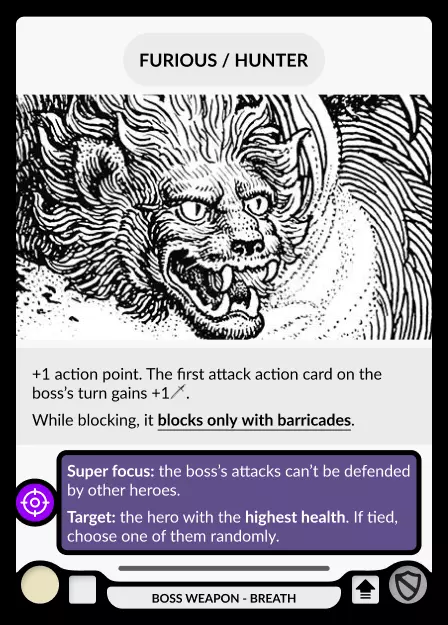 FURIOUS / HUNTER
+1 action point. The first attack action card on the
boss's turn gains +1.
While blocking, it blocks only with barricades.
Super focus: the boss's attacks can't be defended
by other heroes.
Target: the hero with the highest health. If tied,
choose one of them randomly.
BOSS WEAPON - BREATH